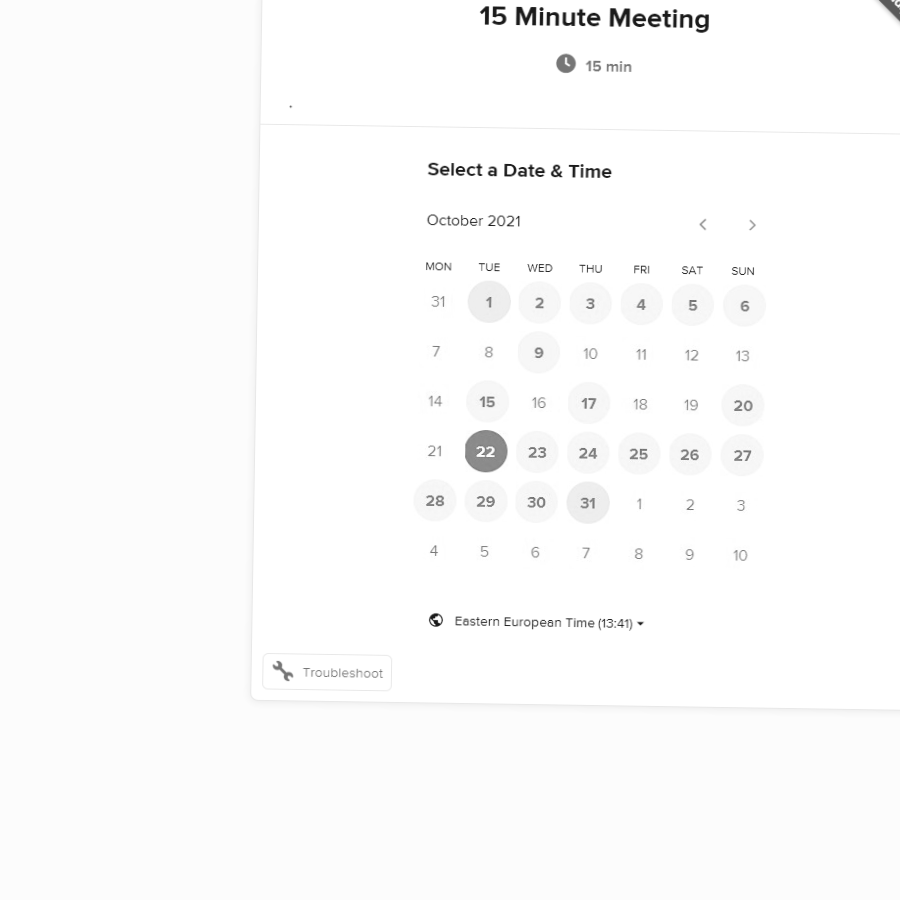 15 Minute Meeting
15 min
.
Select a Date & Time
October 2021
MON TUE WED THU FRI SAT SUN
31 1 2 3 4 5 6
7 8 9 10 11 12 13
14 15 16 17 18 19 20
21 22 23 24 25 26 27
28 29 30 31 1 2 3
4 5 6 7 8 9 10
Eastern European Time (13:41)
Troubleshoot